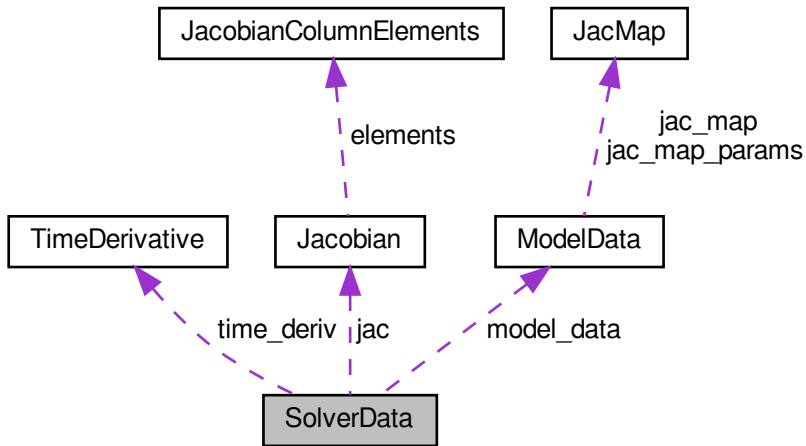 JacobianColumnElements
JacMap
elements
jac_map
jac_map_params
TimeDerivative
Jacobian
ModelData
time_deriv
jac
model_data
SolverData